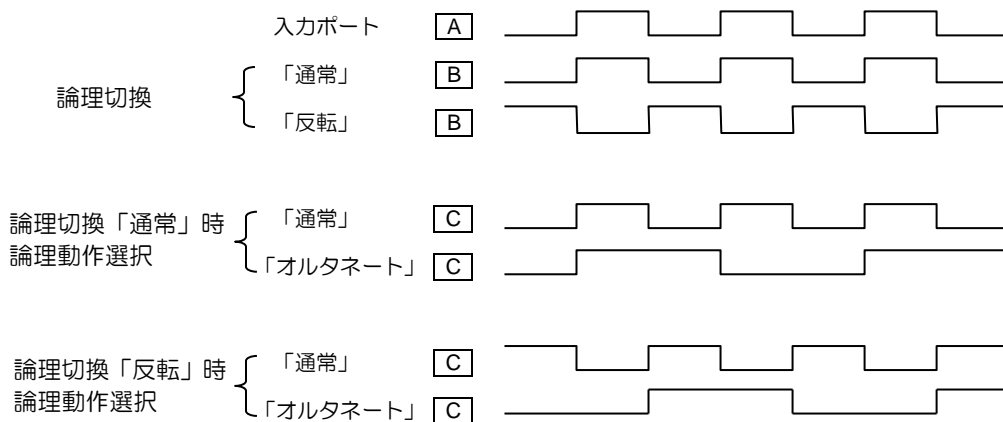 入力ポート A
論理切換
「通常」 B
「反転」 B
論理切換「通常」時
論理動作選択
「通常」 C
「オルタネート」 C
論理切換「反転」時
論理動作選択
「通常」 C
「オルタネート」 C